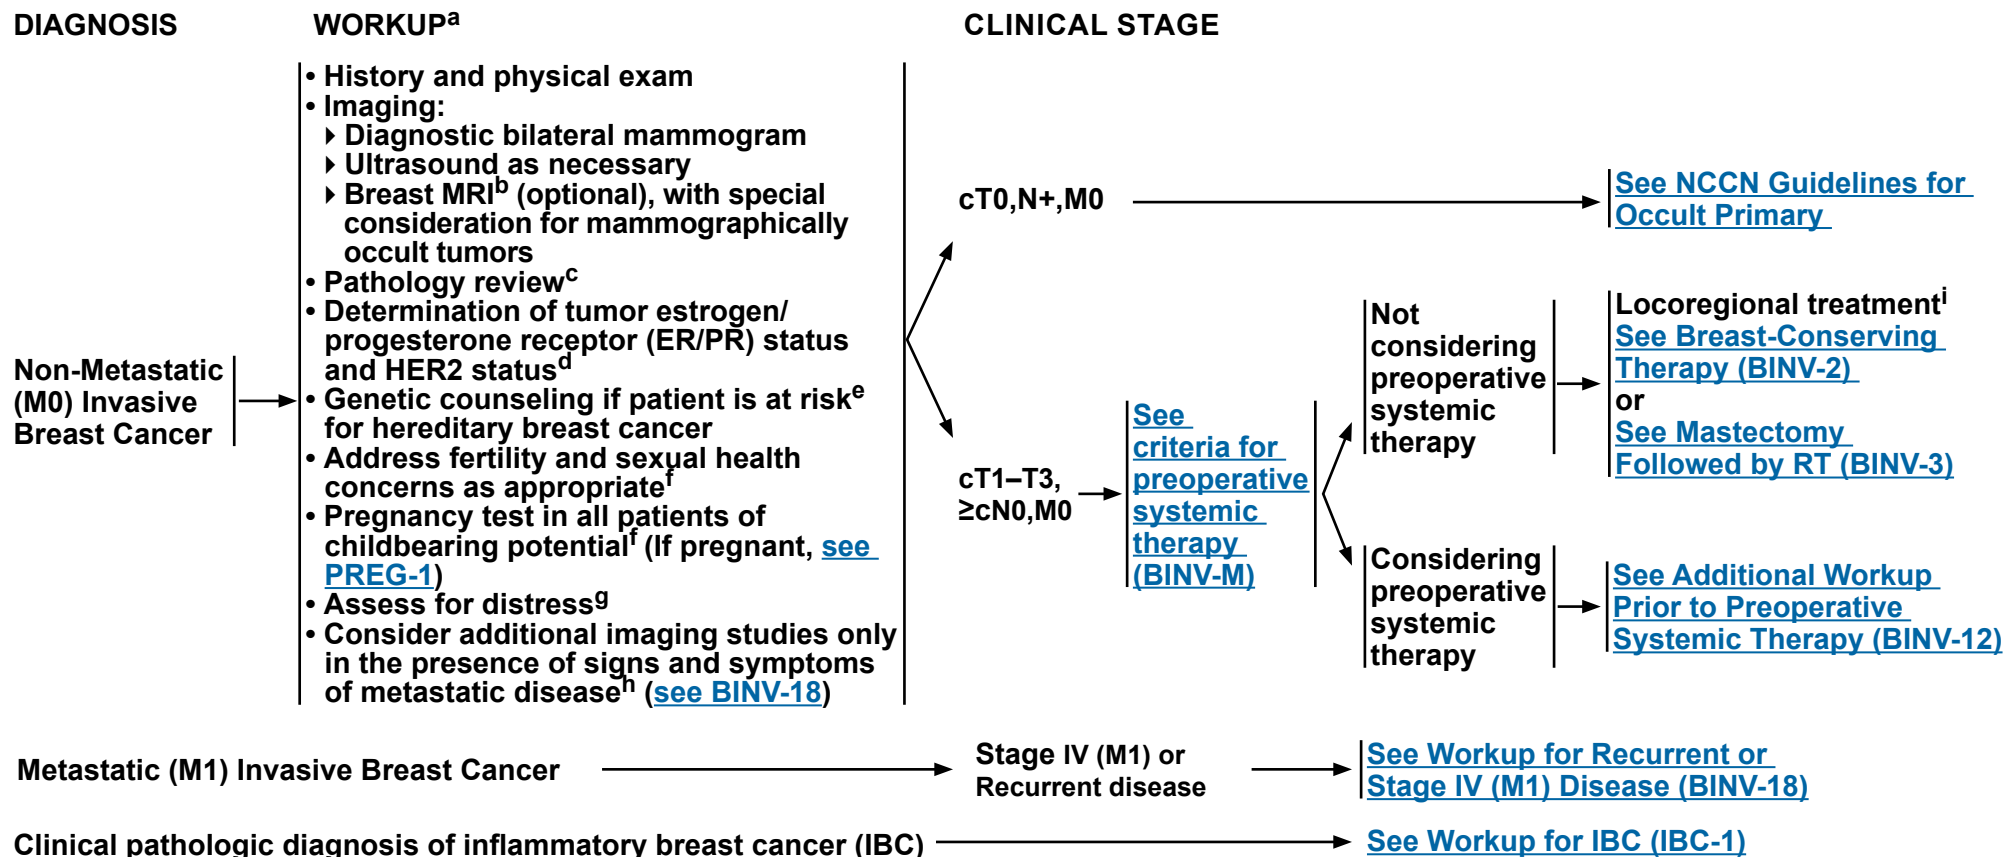 DIAGNOSIS
WORKUPa
CLINICAL STAGE
Non-Metastatic
(M0) Invasive
Breast Cancer
• History and physical exam
• Imaging:
Diagnostic bilateral mammogram
Ultrasound as necessary
Breast MRIb (optional), with special
consideration for mammographically
occult tumors
• Pathology reviewc
• Determination of tumor estrogen/
progesterone receptor (ER/PR) status
and HER2 statusd
• Genetic counseling if patient is at riske
for hereditary breast cancer
• Address fertility and sexual health
concerns as appropriatef
• Pregnancy test in all patients of
childbearing potentialf (If pregnant, see
PREG-1)
• Assess for distressg
• Consider additional imaging studies only
in the presence of signs and symptoms
of metastatic diseaseh (see BINV-18)
cT0,N+,M0
See NCCN Guidelines for
Occult Primary
cT1–T3,
≥cN0,M0
See
criteria for
preoperative
systemic
therapy
(BINV-M)
Not
considering
preoperative
systemic
therapy
Locoregional treatmenti
See Breast-Conserving
Therapy (BINV-2)
or
See Mastectomy
Followed by RT (BINV-3)
Considering
preoperative
systemic
therapy
See Additional Workup
Prior to Preoperative
Systemic Therapy (BINV-12)
Metastatic (M1) Invasive Breast Cancer
Stage IV (M1) or
Recurrent disease
See Workup for Recurrent or
Stage IV (M1) Disease (BINV-18)
Clinical pathologic diagnosis of inflammatory breast cancer (IBC)
See Workup for IBC (IBC-1)